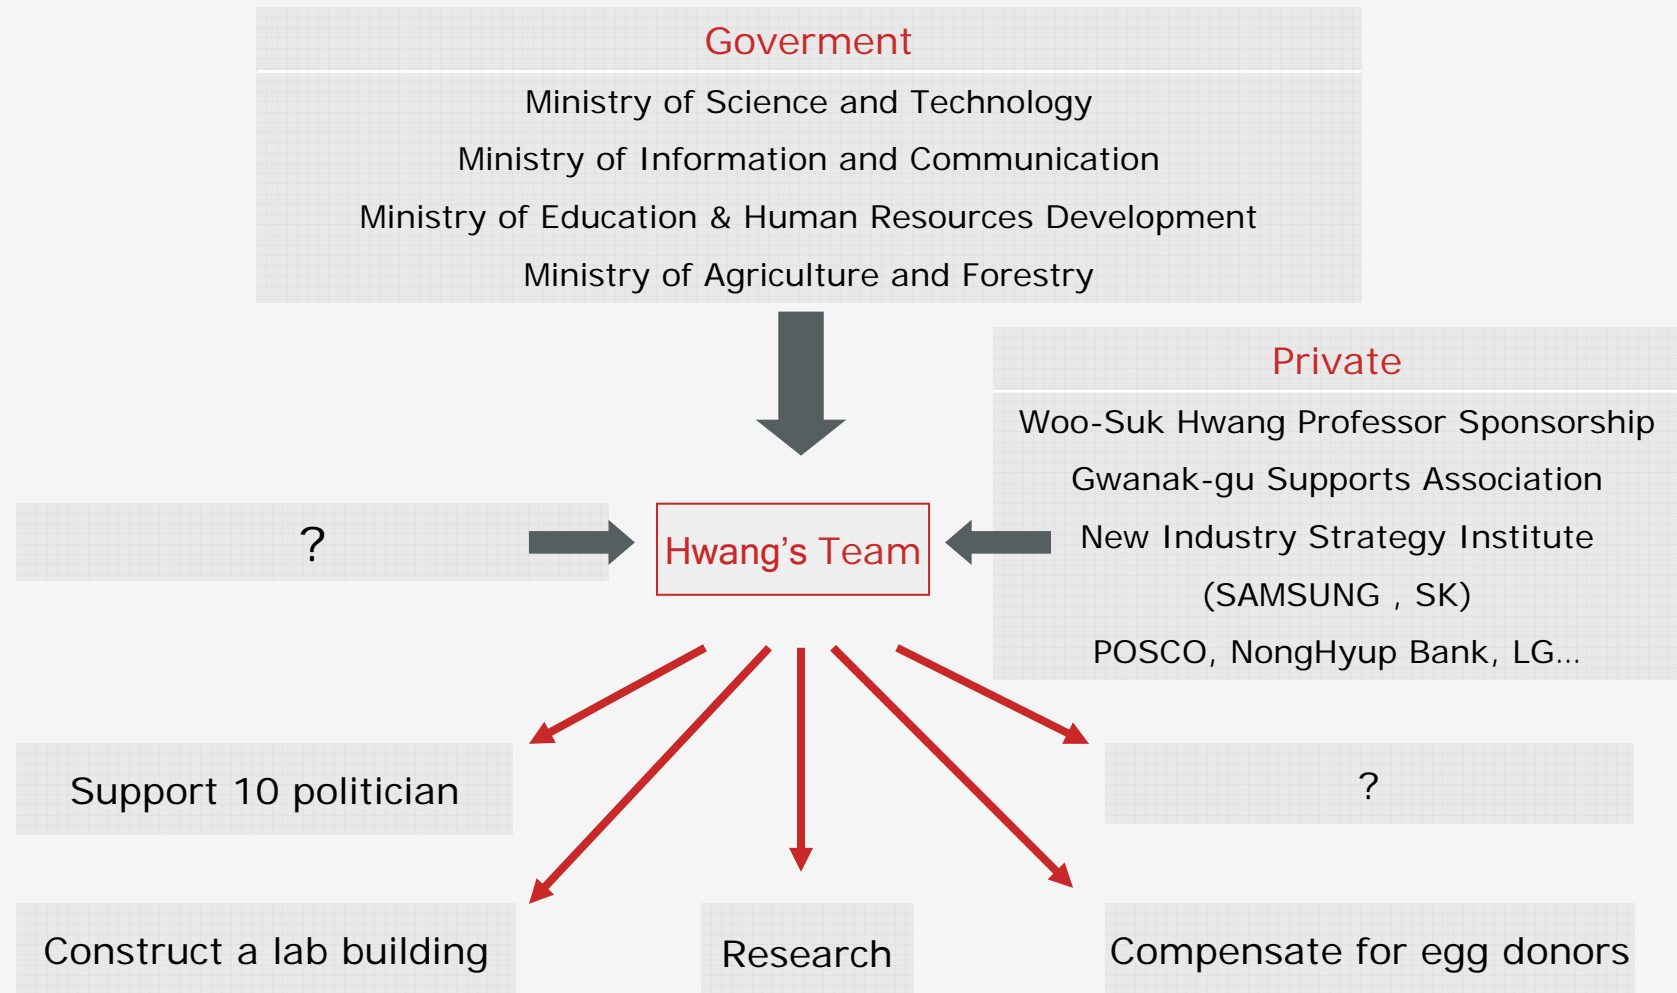 Goverment
Ministry of Science and Technology
Ministry of Information and Communication
Ministry of Education & Human Resources Development
Ministry of Agriculture and Forestry
Private
Woo-Suk Hwang Professor Sponsorship
Gwanak-gu Supports Association
New Industry Strategy Institute
(SAMSUNG , SK)
POSCO, NongHyup Bank, LG...
?
Hwang's Team
Support 10 politician
?
Construct a lab building
Research
Compensate for egg donors